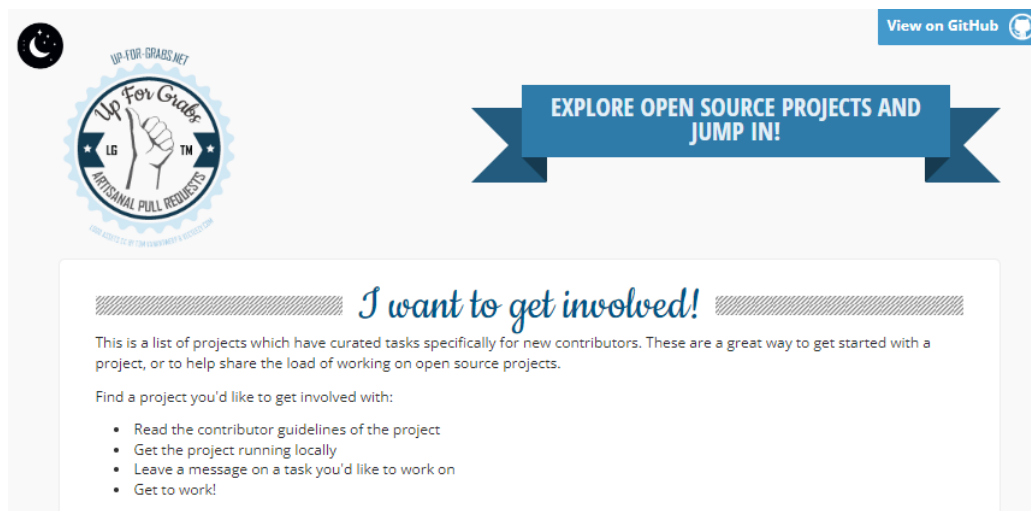 View on GitHub
UP-FOR-GRABS.NET
Up For Grabs
LG TM
ARTISANAL PULL REQUESTS
EXPLORE OPEN SOURCE PROJECTS AND
JUMP IN!
I want to get involved!
This is a list of projects which have curated tasks specifically for new contributors. These are a great way to get started with a
project, or to help share the load of working on open source projects.
Find a project you'd like to get involved with:
• Read the contributor guidelines of the project
• Get the project running locally
• Leave a message on a task you'd like to work on
• Get to work!